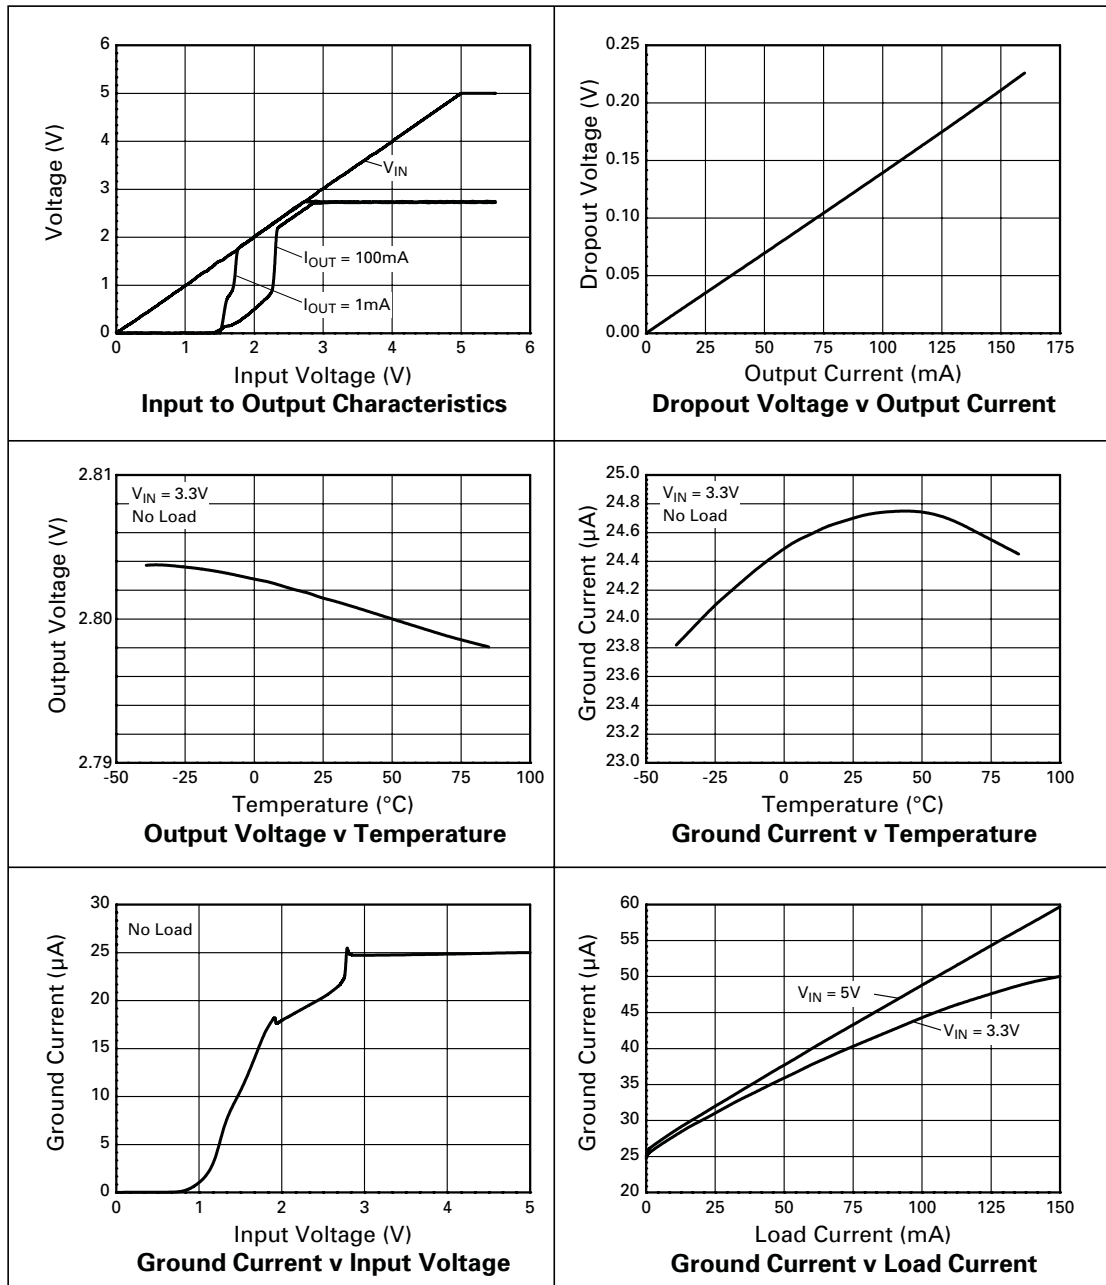 6
5
4
3
2
1
0
Voltage (V)
V_IN
I_OUT = 100mA
I_OUT = 1mA
0 1 2 3 4 5 6
Input Voltage (V)
Input to Output Characteristics
0.25
0.20
0.15
0.10
0.05
0.00
Dropout Voltage (V)
0 25 50 75 100 125 150 175
Output Current (mA)
Dropout Voltage v Output Current
2.81
2.80
2.79
Output Voltage (V)
V_IN = 3.3V
No Load
-50 -25 0 25 50 75 100
Temperature (°C)
Output Voltage v Temperature
25.0
24.8
24.6
24.4
24.2
24.0
23.8
23.6
23.4
23.2
23.0
Ground Current (µA)
V_IN = 3.3V
No Load
-50 -25 0 25 50 75 100
Temperature (°C)
Ground Current v Temperature
30
25
20
15
10
5
0
Ground Current (µA)
No Load
0 1 2 3 4 5
Input Voltage (V)
Ground Current v Input Voltage
60
55
50
45
40
35
30
25
20
Ground Current (µA)
V_IN = 5V
V_IN = 3.3V
0 25 50 75 100 125 150
Load Current (mA)
Ground Current v Load Current